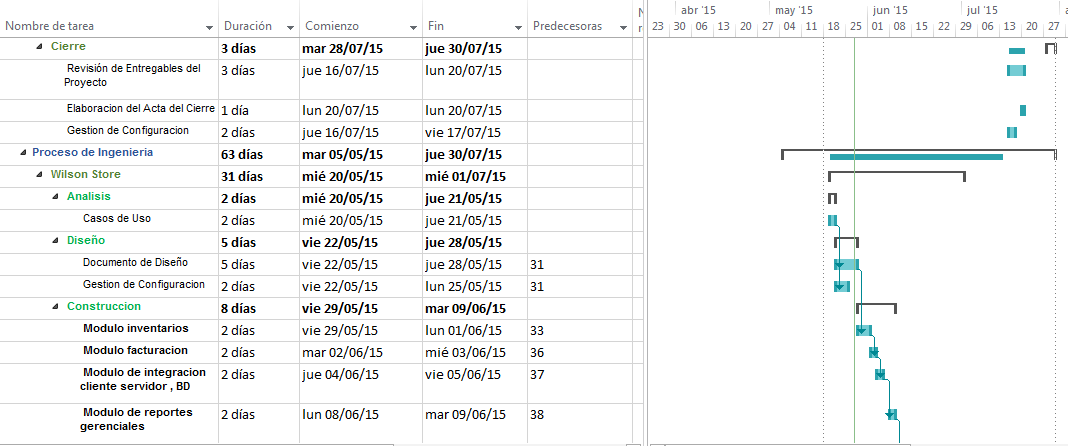 abr '15 may '15 jun '15 jul '15 a
Nombre de tarea Duración Comienzo Fin Predecesoras
23 30 06 13 20 27 04 11 18 25 01 08 15 22 29 06 13 20 27
Cierre 3 días mar 28/07/15 jue 30/07/15
Revisión de Entregables del 3 días jue 16/07/15 lun 20/07/15
Proyecto
Elaboracion del Acta del Cierre 1 día lun 20/07/15 lun 20/07/15
Gestion de Configuracion 2 días jue 16/07/15 vie 17/07/15
Proceso de Ingenieria 63 días mar 05/05/15 jue 30/07/15
Wilson Store 31 días mié 20/05/15 mié 01/07/15
Analisis 2 días mié 20/05/15 jue 21/05/15
Casos de Uso 2 días mié 20/05/15 jue 21/05/15
Diseño 5 días vie 22/05/15 jue 28/05/15
Documento de Diseño 5 días vie 22/05/15 jue 28/05/15 31
Gestion de Configuracion 2 días vie 22/05/15 lun 25/05/15 31
Construccion 8 días vie 29/05/15 mar 09/06/15
Modulo inventarios 2 días vie 29/05/15 lun 01/06/15 33
Modulo facturacion 2 días mar 02/06/15 mié 03/06/15 36
Modulo de integracion 2 días jue 04/06/15 vie 05/06/15 37
cliente servidor , BD
Modulo de reportes 2 días lun 08/06/15 mar 09/06/15 38
gerenciales